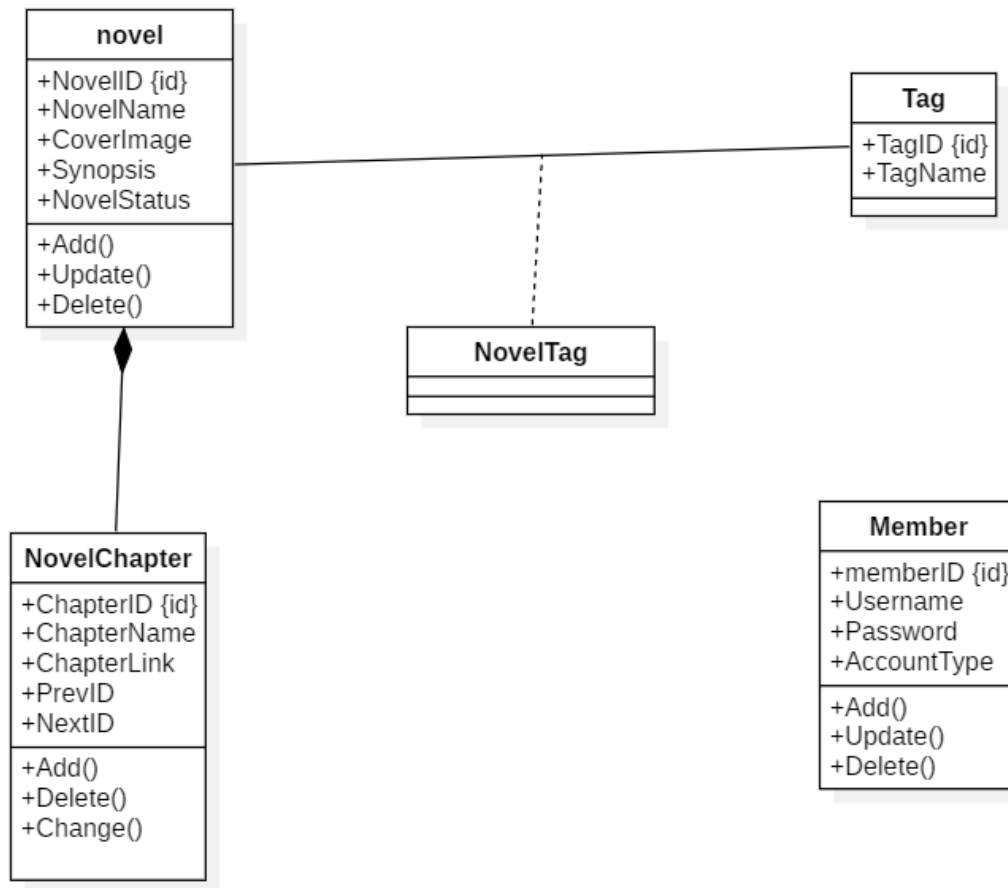 novel
+NovelID {id}
+NovelName
+CoverImage
+Synopsis
+NovelStatus
+Add()
+Update()
+Delete()
Tag
+TagID {id}
+TagName
NovelTag
NovelChapter
+ChapterID {id}
+ChapterName
+ChapterLink
+PrevID
+NextID
+Add()
+Delete()
+Change()
Member
+memberID {id}
+Username
+Password
+AccountType
+Add()
+Update()
+Delete()